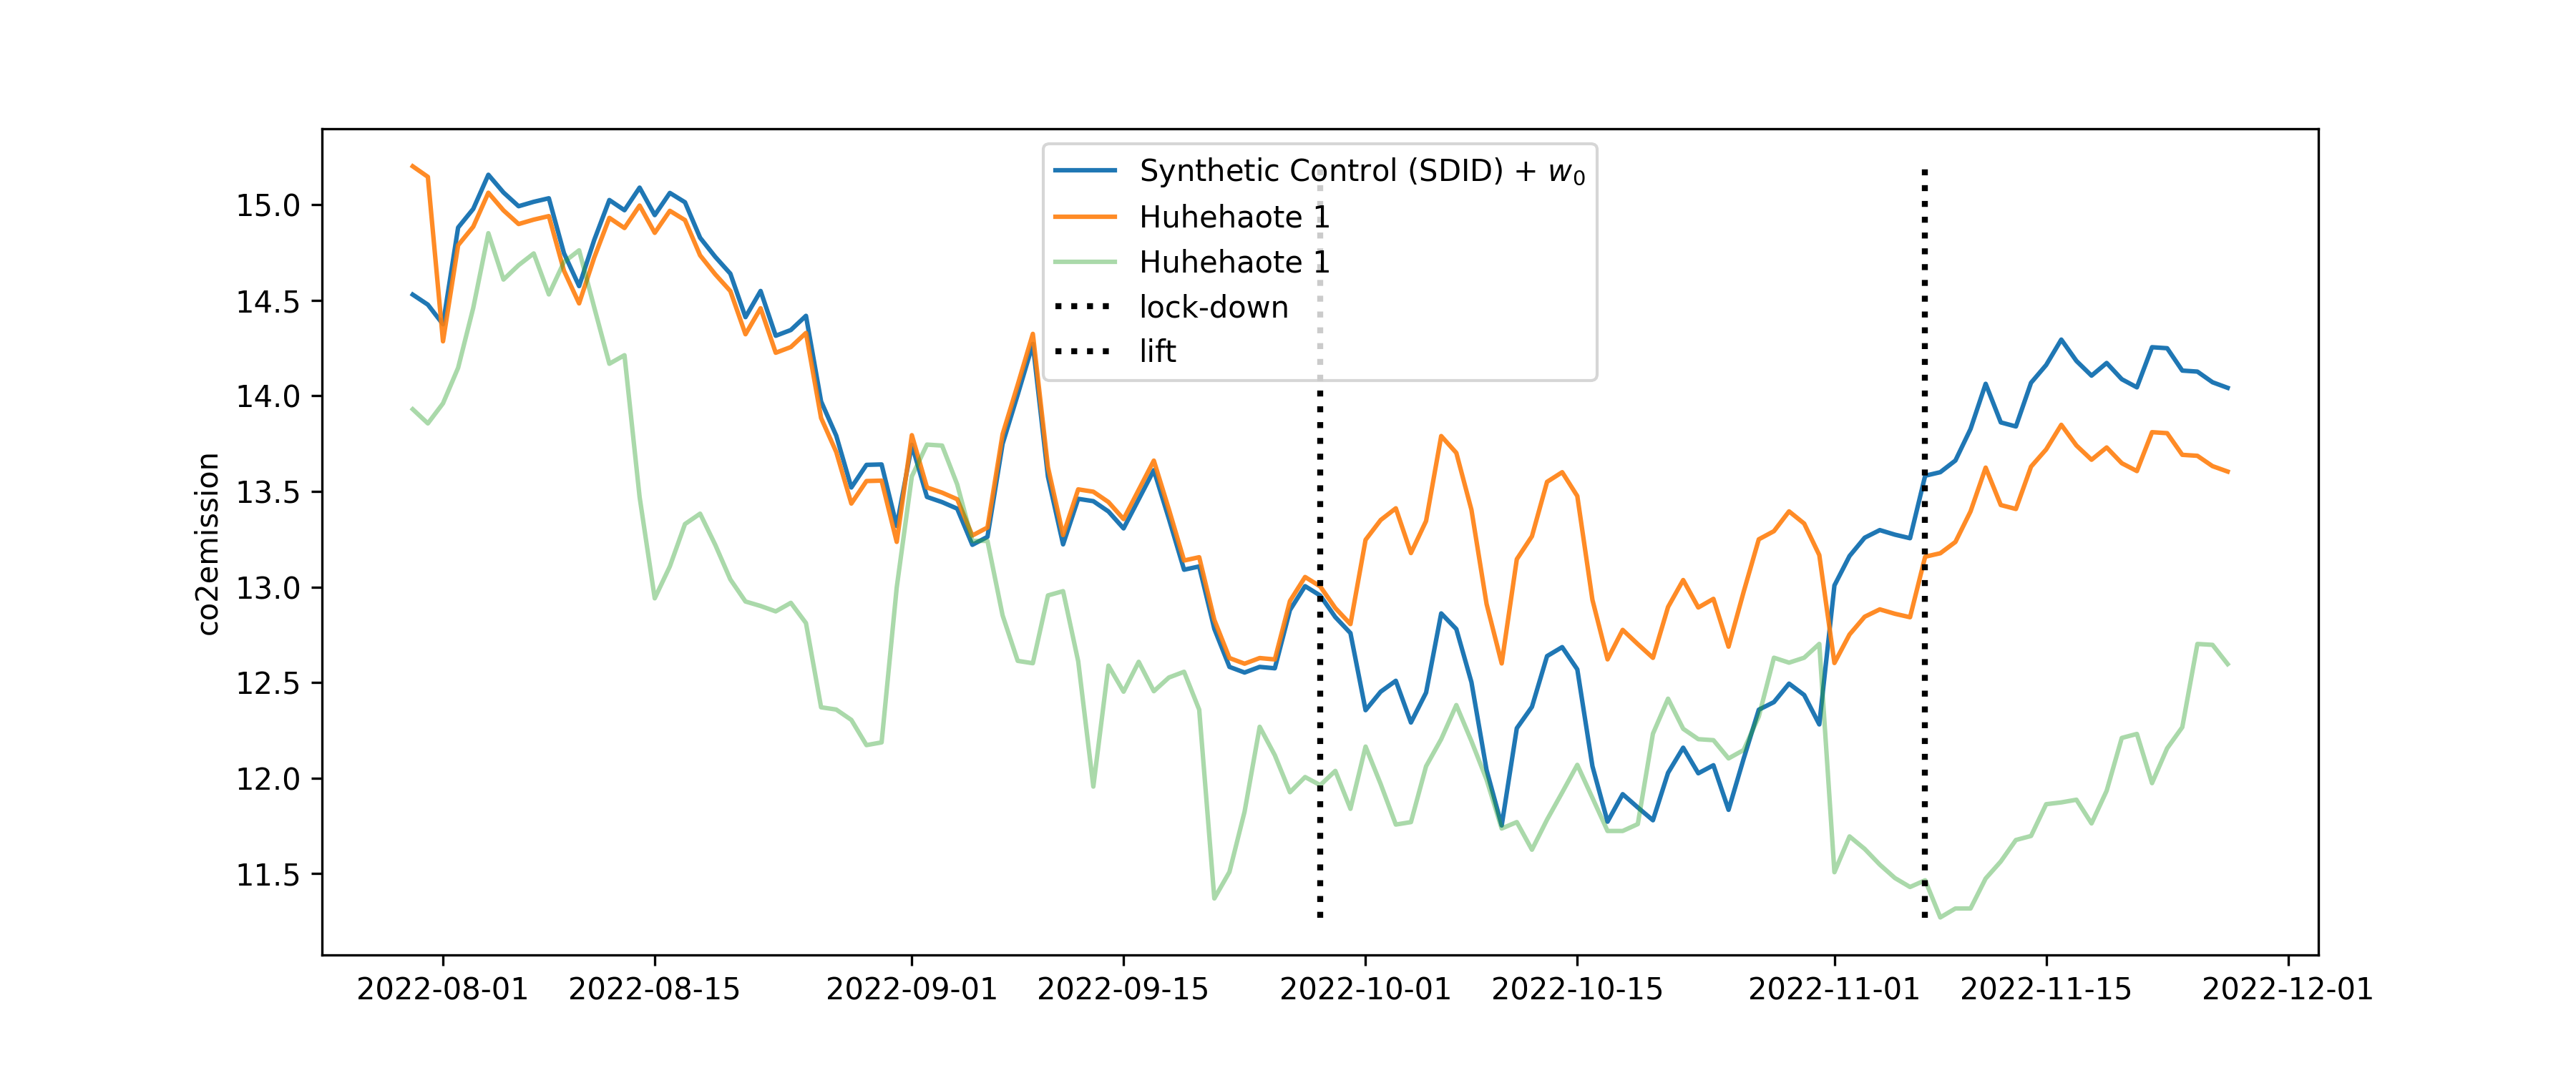 Synthetic Control (SDID) + w₀
Huhehaote 1
Huhehaote 1
lock-down
lift
co2emission
15.0
14.5
14.0
13.5
13.0
12.5
12.0
11.5
2022-08-01 2022-08-15 2022-09-01 2022-09-15 2022-10-01 2022-10-15 2022-11-01 2022-11-15 2022-12-01